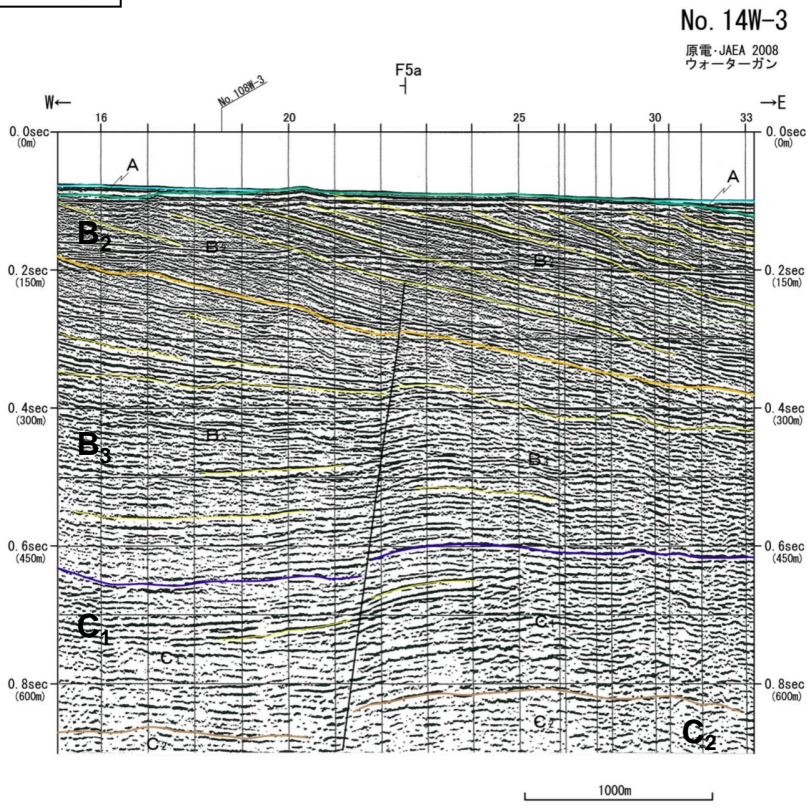 No. 14W-3
原電・JAEA 2008
ウォーターガン
F5a
No.108W-3
W← →E
16 20 25 30 33
0.0sec 0.0sec
(0m) (0m)
A A
B2
B2 B2
0.2sec 0.2sec
(150m) (150m)
0.4sec 0.4sec
(300m) (300m)
B3 B3
B3
0.6sec 0.6sec
(450m) (450m)
C1
C1 C1
0.8sec 0.8sec
(600m) (600m)
C2 C2
C2
1000m